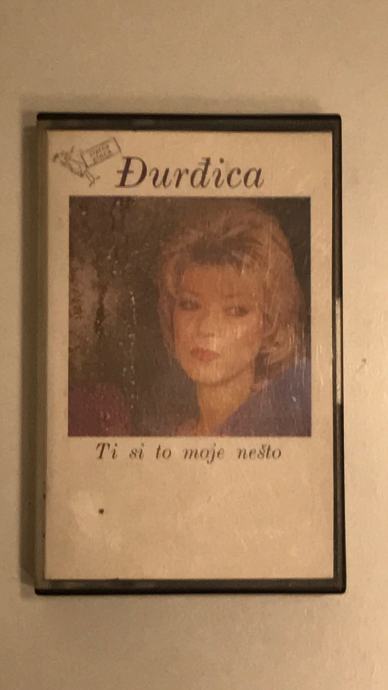 Đurđica
Ti si to moje nešto